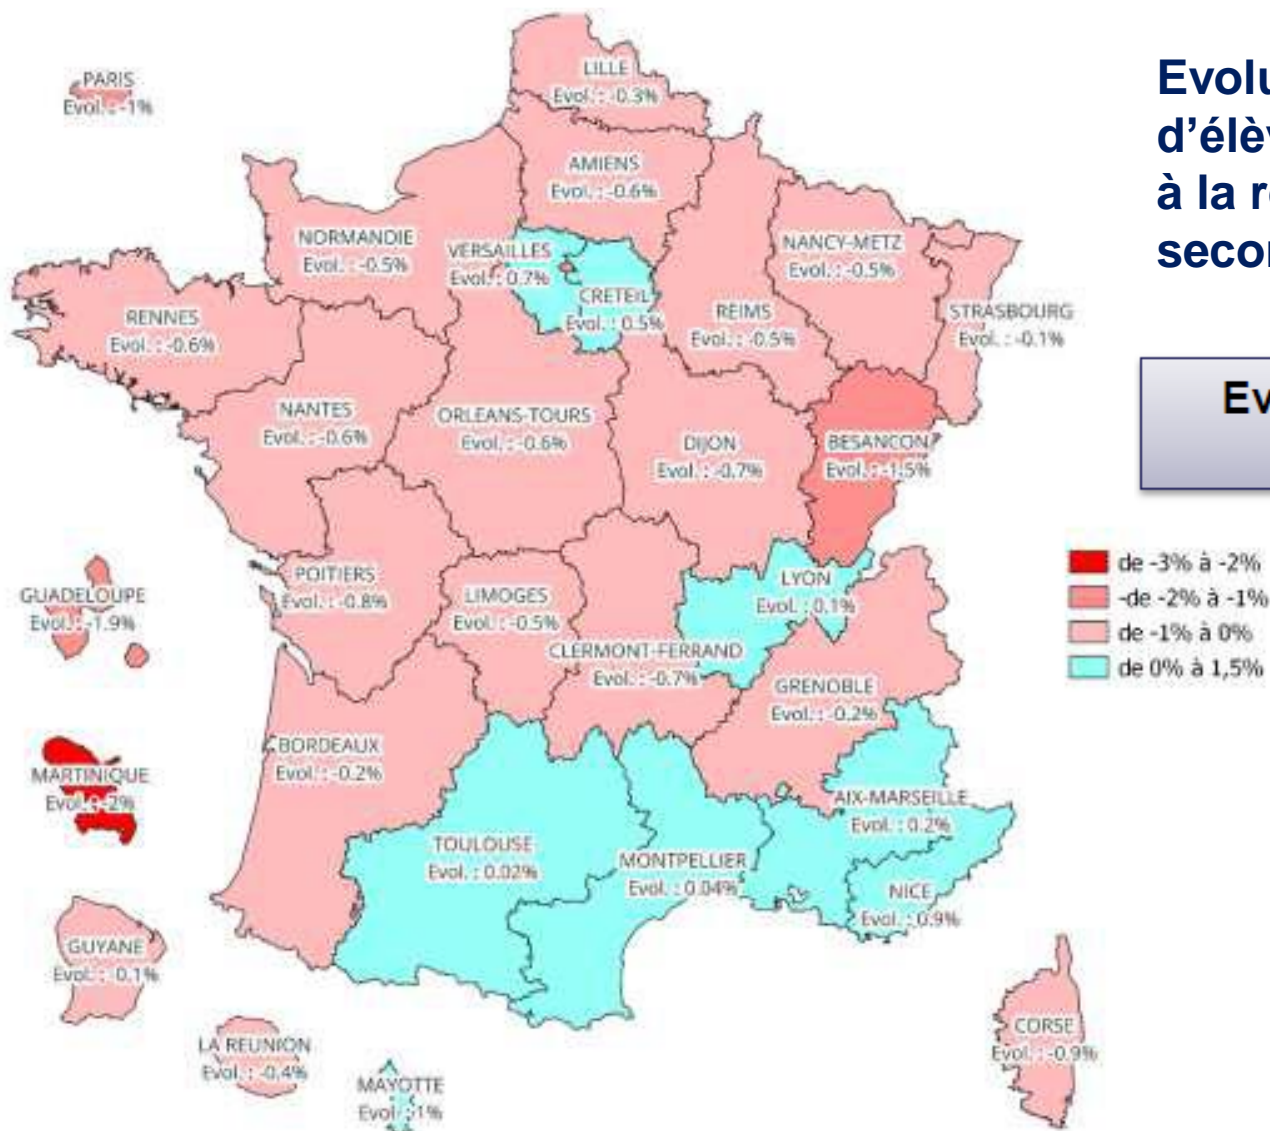 Evolu
d’élèv
à la re
secon
Ev
PARIS
Evol. : -1%
LILLE
Evol. : -0.3%
AMIENS
Evol. : -0.6%
NORMANDIE
Evol. : -0.5%
VERSAILLES
Evol. : 0.7%
CRETEIL
Evol. : 0.5%
NANCY-METZ
Evol. : -0.5%
REIMS
Evol. : -0.5%
STRASBOURG
Evol. : -0.1%
RENNES
Evol. : -0.6%
NANTES
Evol. : -0.6%
ORLEANS-TOURS
Evol. : -0.6%
DIJON
Evol. : -0.7%
BESANCON
Evol. : -1.5%
de -3% à -2%
-de -2% à -1%
de -1% à 0%
de 0% à 1,5%
GUADELOUPE
Evol. : -1.9%
POITIERS
Evol. : -0.8%
LIMOGES
Evol. : -0.5%
LYON
Evol. : 0.1%
CLERMONT-FERRAND
Evol. : -0.7%
GRENOBLE
Evol. : -0.2%
MARTINIQUE
Evol. : -2%
BORDEAUX
Evol. : -0.2%
AIX-MARSEILLE
Evol. : 0.2%
TOULOUSE
Evol. : 0.02%
MONTPELLIER
Evol. : 0.04%
NICE
Evol. : 0.9%
GUYANE
Evol. : -0.1%
LA REUNION
Evol. : -0.4%
MAYOTTE
Evol. : 1%
CORSE
Evol. : -0.9%